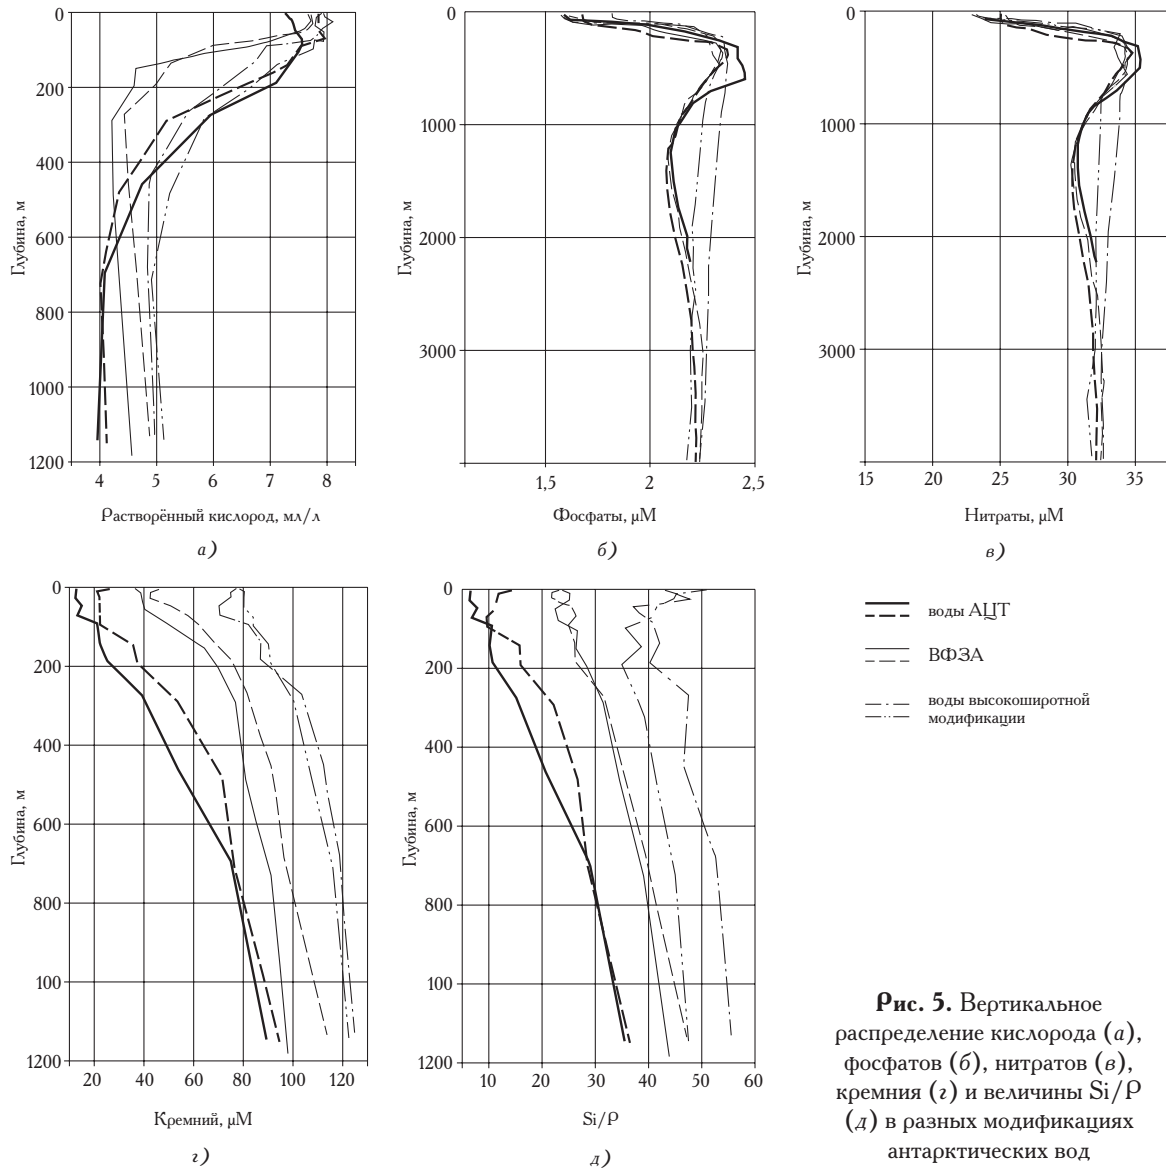 0
200
400
600
800
1000
1200
Глубина, м
4 5 6 7 8
Растворённый кислород, мл/л
а)
0
1000
2000
3000
Глубина, м
1,5 2 2,5
Фосфаты, μМ
б)
0
1000
2000
3000
Глубина, м
15 20 25 30 35
Нитраты, μМ
в)
0
200
400
600
800
100
1200
Глубина, м
20 40 60 80 100 120
Кремний, μМ
г)
0
200
400
600
800
100
1200
Глубина, м
10 20 30 40 50 60
Si/P
д)
воды АЦТ
ВФЗА
воды высокоширотной
модификации
Рис. 5. Вертикальное
распределение кислорода (а),
фосфатов (б), нитратов (в),
кремния (г) и величины Si/P
(д) в разных модификациях
антарктических вод